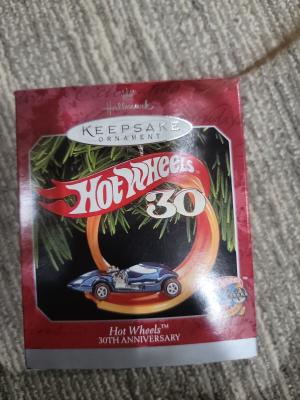 Hallmark
KEEPSAKE
ORNAMENT
HOT WHEELS
30
Hot Wheels™
30TH ANNIVERSARY